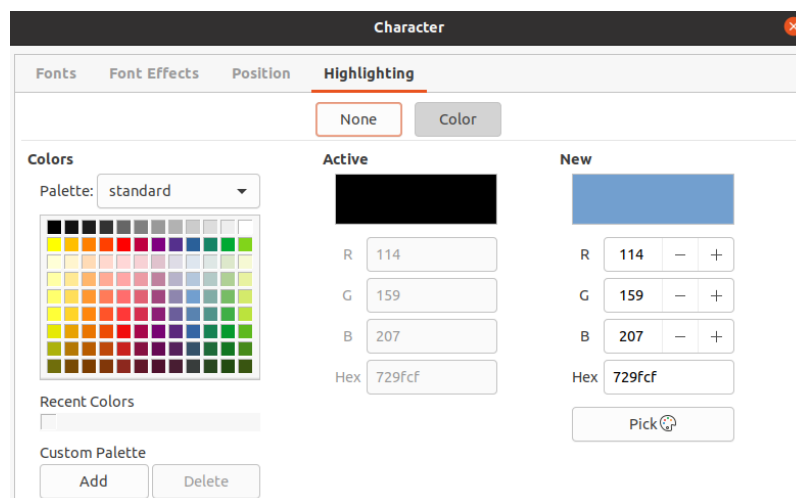 Character
Fonts Font Effects Position Highlighting
None Color
Colors Active New
Palette: standard
R 114 R 114 − +
G 159 G 159 − +
B 207 B 207 − +
Hex 729fcf Hex 729fcf
Recent Colors
Pick
Custom Palette
Add Delete